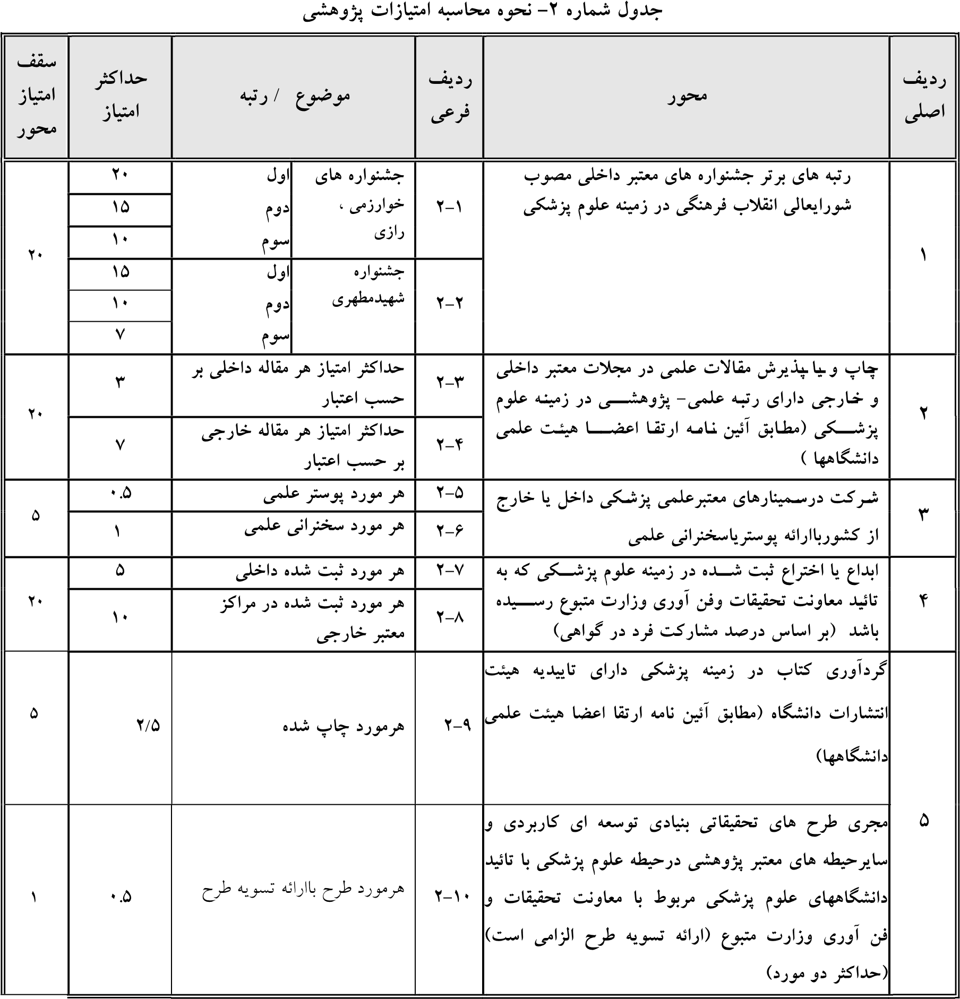 جدول شماره ۲- نحوه محاسبه امتیازات پژوهشی
ردیف
اصلی
محور
ردیف
فرعی
موضوع / رتبه
حداکثر
امتیاز
سقف
امتیاز
محور
۱
رتبه های برتر جشنواره های معتبر داخلی مصوب
شورایعالی انقلاب فرهنگی در زمینه علوم پزشکی
۲-۱
جشنواره های
خوارزمی ،
رازی
اول
دوم
سوم
۲۰
۱۵
۱۰
۲۰
۲-۲
جشنواره
شهیدمطهری
اول
دوم
سوم
۱۵
۱۰
۷
۲
چاپ و یا پذیرش مقالات علمی در مجلات معتبر داخلی
و خارجی دارای رتبه علمی- پژوهشی در زمینه علوم
پزشکی (مطابق آئین نامه ارتقا اعضا هیئت علمی
دانشگاهها )
۲-۳
حداکثر امتیاز هر مقاله داخلی بر
حسب اعتبار
۳
۲۰
۲-۴
حداکثر امتیاز هر مقاله خارجی
بر حسب اعتبار
۷
۳
شرکت درسمینارهای معتبرعلمی پزشکی داخل یا خارج
از کشورباارائه پوستریاسخنرانی علمی
۲-۵
هر مورد پوستر علمی
۰.۵
۵
۲-۶
هر مورد سخنرانی علمی
۱
۴
ابداع یا اختراع ثبت شده در زمینه علوم پزشکی که به
تائید معاونت تحقیقات وفن آوری وزارت متبوع رسیده
باشد (بر اساس درصد مشارکت فرد در گواهی)
۲-۷
هر مورد ثبت شده داخلی
۵
۲۰
۲-۸
هر مورد ثبت شده در مراکز
معتبر خارجی
۱۰
۵
گردآوری کتاب در زمینه پزشکی دارای تاییدیه هیئت
انتشارات دانشگاه (مطابق آئین نامه ارتقا اعضا هیئت علمی
دانشگاهها)
۲-۹
هرمورد چاپ شده
۲/۵
۵
مجری طرح های تحقیقاتی بنیادی توسعه ای کاربردی و
سایرحیطه های معتبر پژوهشی درحیطه علوم پزشکی با تائید
دانشگاههای علوم پزشکی مربوط با معاونت تحقیقات و
فن آوری وزارت متبوع (ارائه تسویه طرح الزامی است)
(حداکثر دو مورد)
۲-۱۰
هرمورد طرح باارائه تسویه طرح
۰.۵
۱